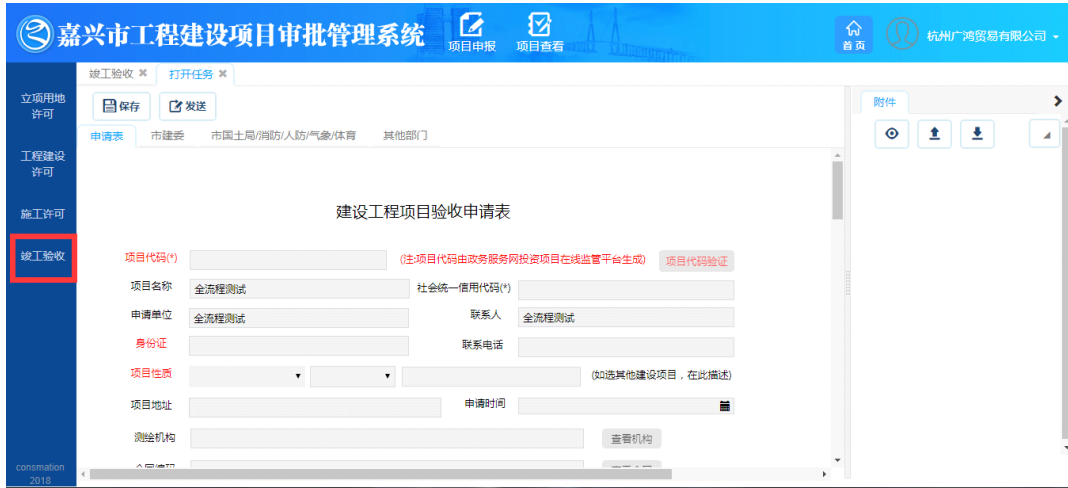 嘉兴市工程建设项目审批管理系统
项目申报
项目查看
首页
杭州广鸿贸易有限公司
竣工验收
打开任务
立项用地
许可
工程建设
许可
施工许可
竣工验收
consmation
2018
保存
发送
申请表
市建委
市国土局/消防/人防/气象/体育
其他部门
附件
建设工程项目验收申请表
项目代码(*)
(注:项目代码由政务服务网投资项目在线监管平台生成)
项目代码验证
项目名称
全流程测试
社会统一信用代码(*)
申请单位
全流程测试
联系人
全流程测试
身份证
联系电话
项目性质
(如选其他建设项目，在此描述)
项目地址
申请时间
测绘机构
查看机构